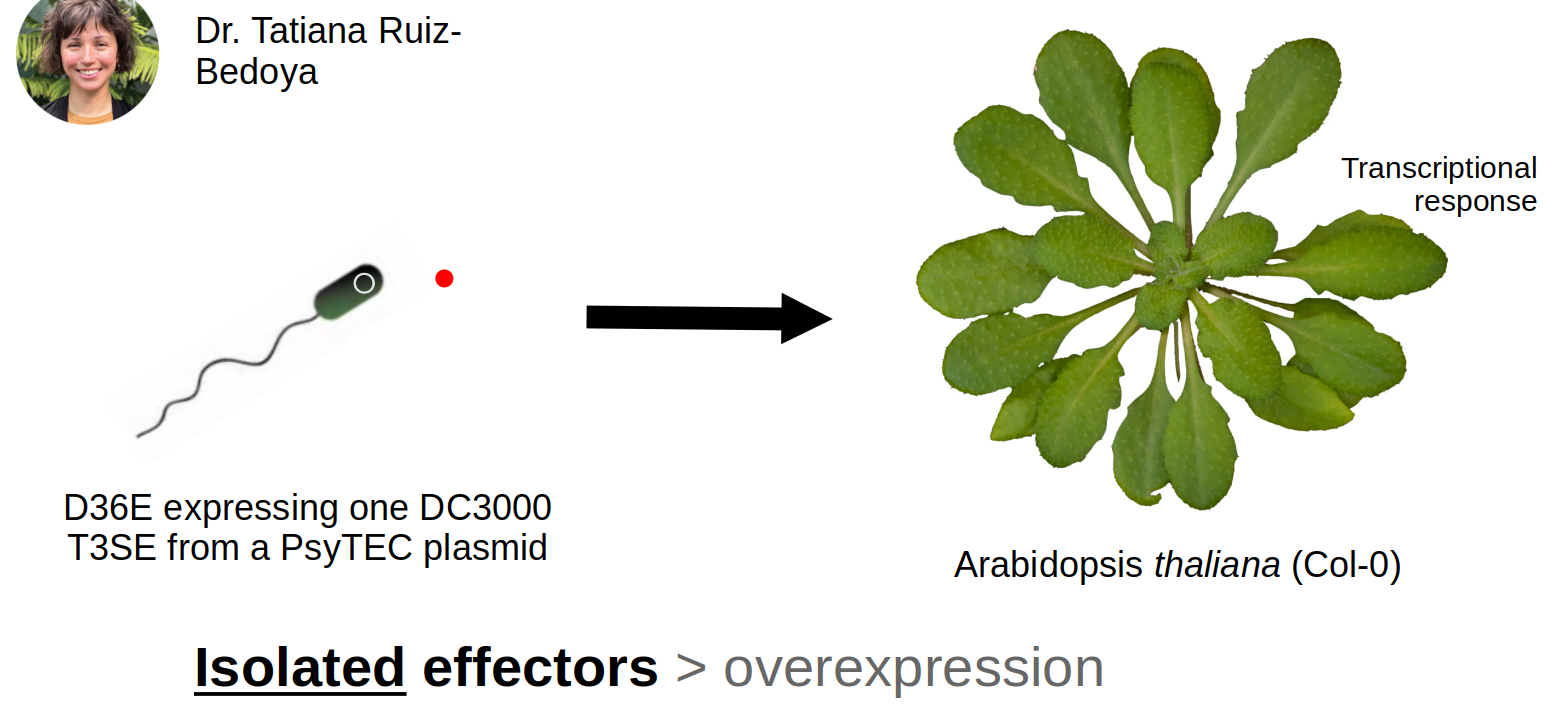 Dr. Tatiana Ruiz-
Bedoya
Transcriptional
response
D36E expressing one DC3000
T3SE from a PsyTEC plasmid
Arabidopsis thaliana (Col-0)
Isolated effectors > overexpression